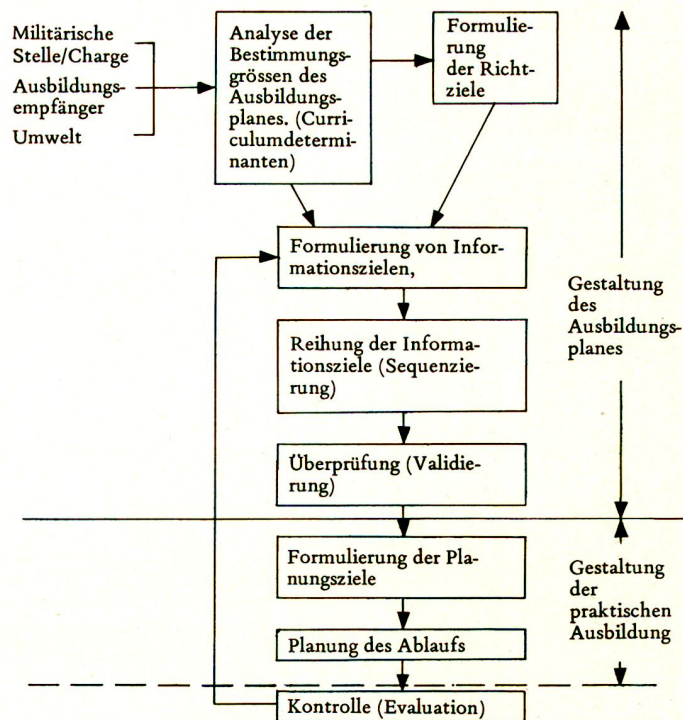 Militärische
Stelle/Charge
Ausbildungs-
empfänger
Umwelt
Analyse der
Bestimmungs-
grössen des
Ausbildungs-
planes. (Curri-
culumdetermi-
nanten)
Formulie-
rung
der Richt-
ziele
Formulierung von Infor-
mationszielen,
Reihung der Informa-
tionsziele (Sequenzie-
rung)
Überprüfung (Validie-
rung)
Gestaltung
des
Ausbildungs-
planes
Formulierung der Pla-
nungsziele
Planung des Ablaufs
Gestaltung
der
praktischen
Ausbildung
Kontrolle (Evaluation)